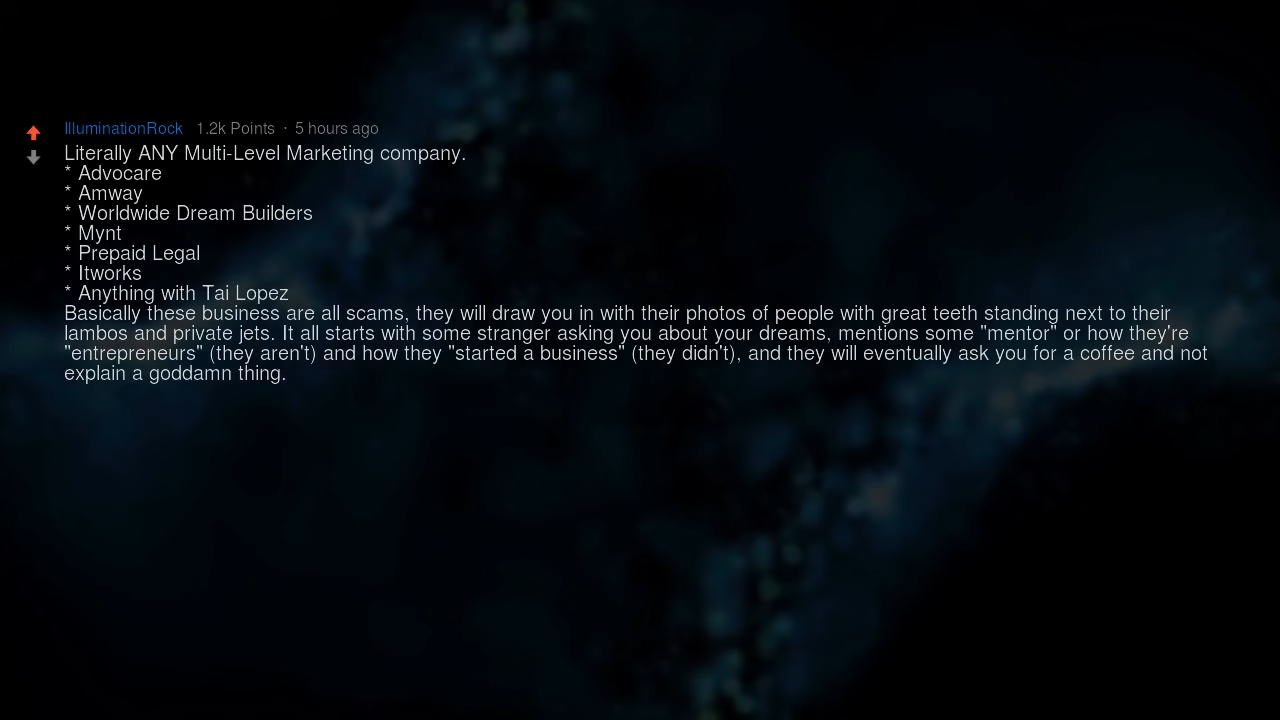 IlluminationRock 1.2k Points · 5 hours ago
Literally ANY Multi-Level Marketing company.
* Advocare
* Amway
* Worldwide Dream Builders
* Mynt
* Prepaid Legal
* Itworks
* Anything with Tai Lopez
Basically these business are all scams, they will draw you in with their photos of people with great teeth standing next to their
lambos and private jets. It all starts with some stranger asking you about your dreams, mentions some "mentor" or how they're
"entrepreneurs" (they aren't) and how they "started a business" (they didn't), and they will eventually ask you for a coffee and not
explain a goddamn thing.